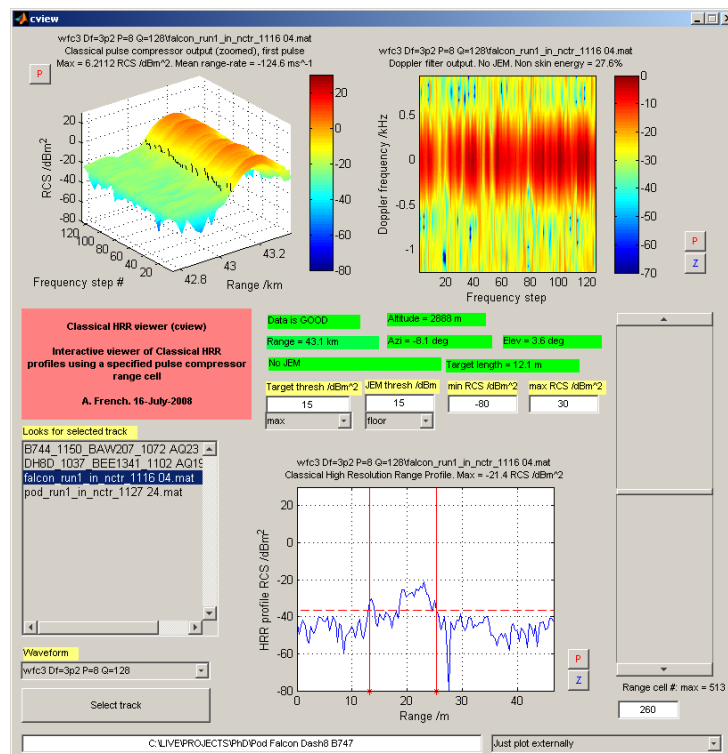 cview
wfc3 Df=3p2 P=8 Q=128\falcon_run1_in_nctr_1116 04.mat
Classical pulse compressor output (zoomed), first pulse
Max = 6.2112 RCS /dBm^2. Mean range-rate = -124.6 ms^-1
P
20
0
-20
-40
-60
-80
RCS /dBm2
120
100
80
60
40
20
Frequency step #
42.8
43
43.2
Range /km
20
0
-20
-40
-60
-80
wfc3 Df=3p2 P=8 Q=128\falcon_run1_in_nctr_1116 04.mat
Doppler filter output. No JEM. Non skin energy = 27.6%
Doppler frequency /kHz
0.5
0
-0.5
-1
20 40 60 80 100 120
Frequency step
0
-10
-20
-30
-40
-50
-60
-70
P
Z
Classical HRR viewer (cview)
Interactive viewer of Classical HRR
profiles using a specified pulse compressor
range cell
A. French. 16-July-2008
Data is GOOD
Altitude = 2888 m
Range = 43.1 km
Azi = -8.1 deg
Elev = 3.6 deg
No JEM
Target length = 12.1 m
Target thresh /dBm^2
JEM thresh /dBm
min RCS /dBm^2
max RCS /dBm^2
15
15
-80
30
max
floor
Looks for selected track
B744_1150_BAW207_1072 AQ23
DH8D_1037_BEE1341_1102 AQ19
falcon_run1_in_nctr_1116 04.mat
pod_run1_in_nctr_1127 24.mat
Waveform
wfc3 Df=3p2 P=8 Q=128
Select track
wfc3 Df=3p2 P=8 Q=128\falcon_run1_in_nctr_1116 04.mat
Classical High Resolution Range Profile. Max = -21.4 RCS /dBm^2
HRR profile RCS /dBm2
20
0
-20
-40
-60
-80
0 10 20 30 40
Range /m
P
Z
Range cell #: max = 513
260
C:\LIVE\PROJECTS\PhD\Pod Falcon Dash8 B747
Just plot externally